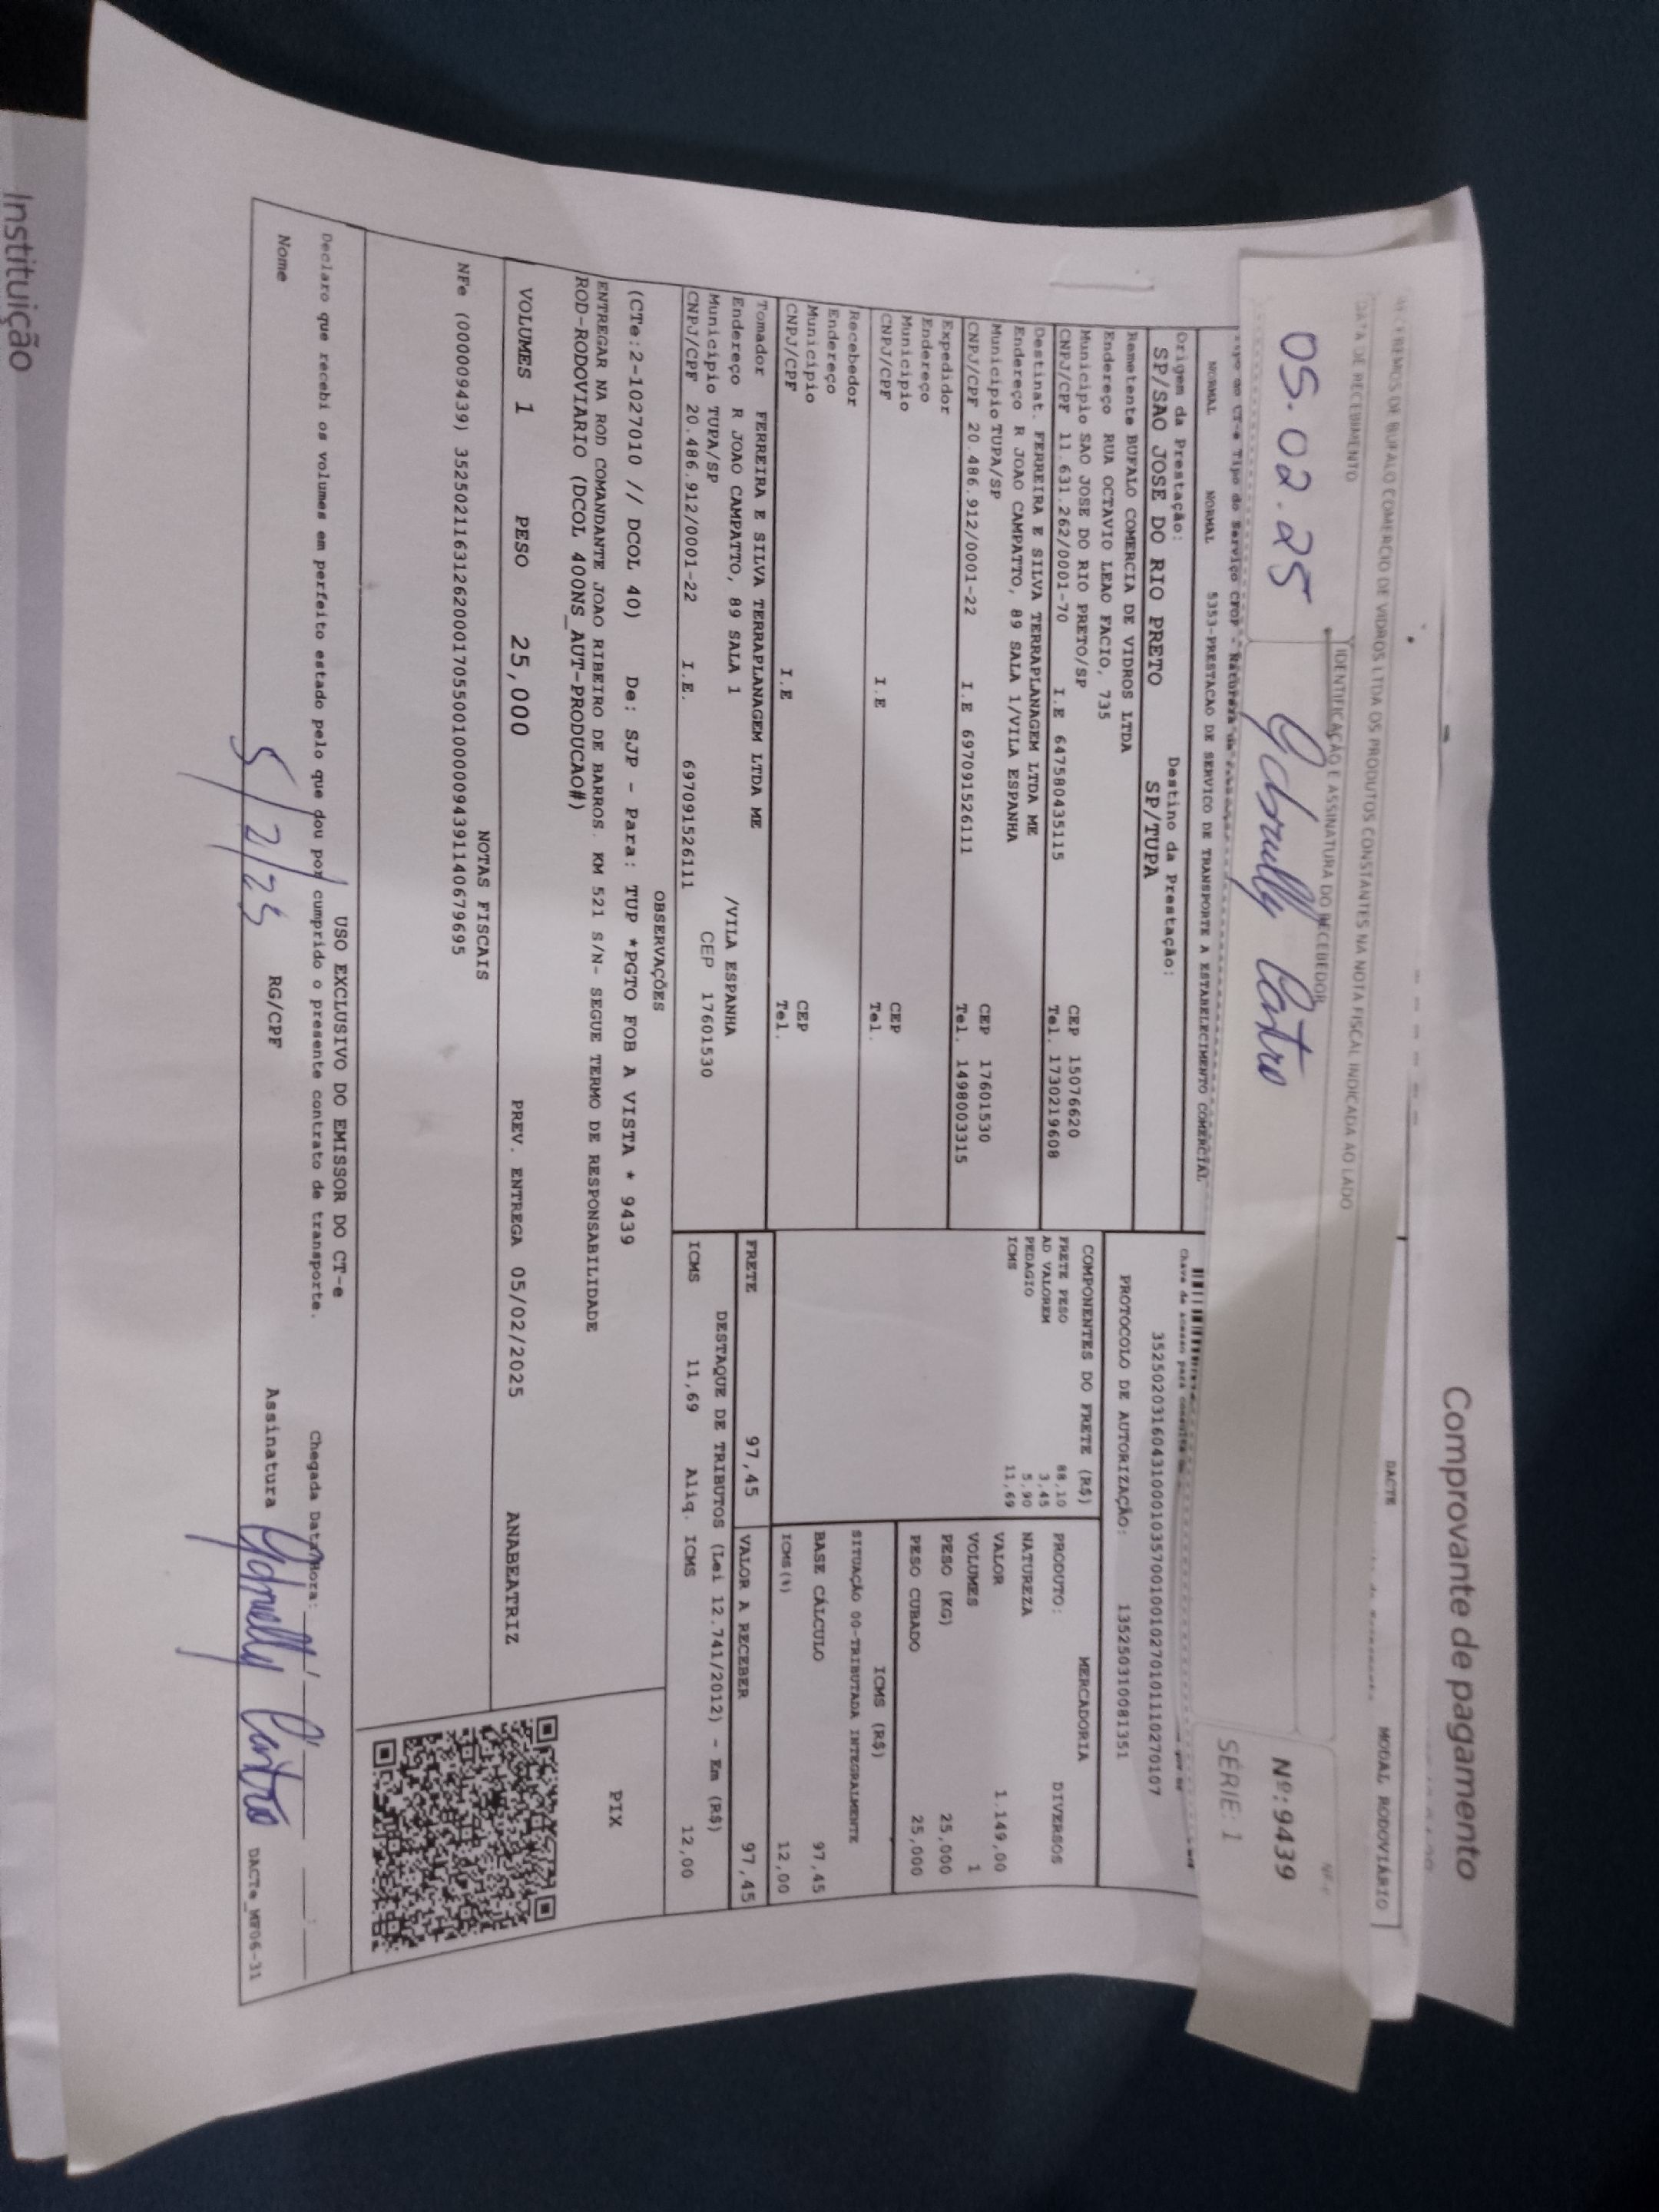 Comprovante de pagamento
DACTE
MODAL RODOVIÁRIO
RECEBEMOS DE BUFALO COMERCIO DE VIDROS LTDA OS PRODUTOS CONSTANTES NA NOTA FISCAL INDICADA AO LADO
DATA DE RECEBIMENTO
IDENTIFICAÇÃO E ASSINATURA DO RECEBEDOR
05.02.25
Nº:9439
SÉRIE:1
NORMAL NORMAL 5353-PRESTACAO DE SERVICO DE TRANSPORTE A ESTABELECIMENTO COMERCIAL
Origem da Prestação: Destino da Prestação:
SP/SAO JOSE DO RIO PRETO SP/TUPA
35250203160431000103570010010270101110270107
PROTOCOLO DE AUTORIZAÇÃO: 135250310081351
Remetente BUFALO COMERCIA DE VIDROS LTDA
Endereço RUA OCTAVIO LEAO FACIO, 735
Município SAO JOSE DO RIO PRETO/SP CEP 15076620
CNPJ/CPF 11.631.262/0001-70 I.E 647580435115 Tel. 1730219608
Destinat. FERREIRA E SILVA TERRAPLANAGEM LTDA ME
Endereço R JOAO CAMPATTO, 89 SALA 1/VILA ESPANHA
Município TUPA/SP CEP 17601530
CNPJ/CPF 20.486.912/0001-22 I.E 697091526111 Tel. 1498003315
Expedidor
Endereço
Município CEP
CNPJ/CPF I.E Tel.
Recebedor
Endereço
Município CEP
CNPJ/CPF I.E Tel.
Tomador FERREIRA E SILVA TERRAPLANAGEM LTDA ME
Endereço R JOAO CAMPATTO, 89 SALA 1 /VILA ESPANHA
Município TUPA/SP CEP 17601530
CNPJ/CPF 20.486.912/0001-22 I.E. 697091526111
COMPONENTES DO FRETE (R$)
FRETE PESO 88,10
AD VALOREM 3,45
PEDAGIO 5,90
ICMS 11,69
MERCADORIA
PRODUTO: DIVERSOS
NATUREZA
VALOR 1.149,00
VOLUMES 1
PESO (KG) 25,000
PESO CUBADO 25,000
ICMS (R$)
SITUAÇÃO 00-TRIBUTADA INTEGRALMENTE
BASE CÁLCULO 97,45
ICMS(%) 12,00
FRETE 97,45 VALOR A RECEBER 97,45
DESTAQUE DE TRIBUTOS (Lei 12.741/2012) - Em (R$)
ICMS 11,69 Aliq. ICMS 12,00
OBSERVAÇÕES
(CTe:2-1027010 // DCOL 40) De: SJP - Para: TUP *PGTO FOB A VISTA * 9439
ENTREGAR NA ROD COMANDANTE JOAO RIBEIRO DE BARROS. KM 521 S/N- SEGUE TERMO DE RESPONSABILIDADE
ROD-RODOVIARIO (DCOL 400NS_AUT-PRODUCAO#)
PIX
VOLUMES 1 PESO 25,000 PREV. ENTREGA 05/02/2025 ANABEATRIZ
NOTAS FISCAIS
NFe (000009439) 35250211631262000170550010000094391140679695
USO EXCLUSIVO DO EMISSOR DO CT-e
Declaro que recebi os volumes em perfeito estado pelo que dou por cumprido o presente contrato de transporte. Chegada Data/Hora:
Nome 5/2/25 RG/CPF Assinatura
DACTe_MF06-31
Instituição